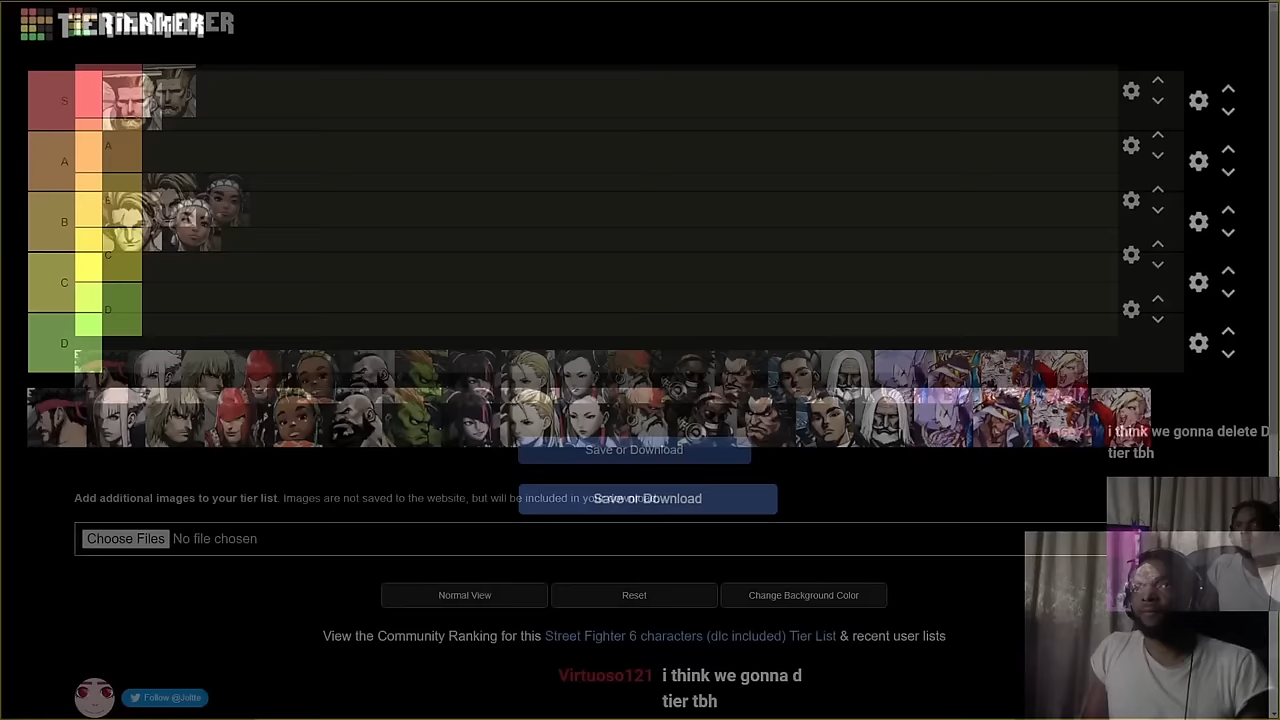 TIERMAKER
TIERMAKER
S
A
A
B
B
C
C
D
D
i think we gonna delete D
tier tbh
Save or Download
Add additional images to your tier list. Images are not saved to the website, but will be included in your download.
Save or Download
Choose Files No file chosen
Normal View Reset Change Background Color
View the Community Ranking for this Street Fighter 6 characters (dlc included) Tier List & recent user lists
Virtuoso121 i think we gonna d
tier tbh
Follow @Joltte